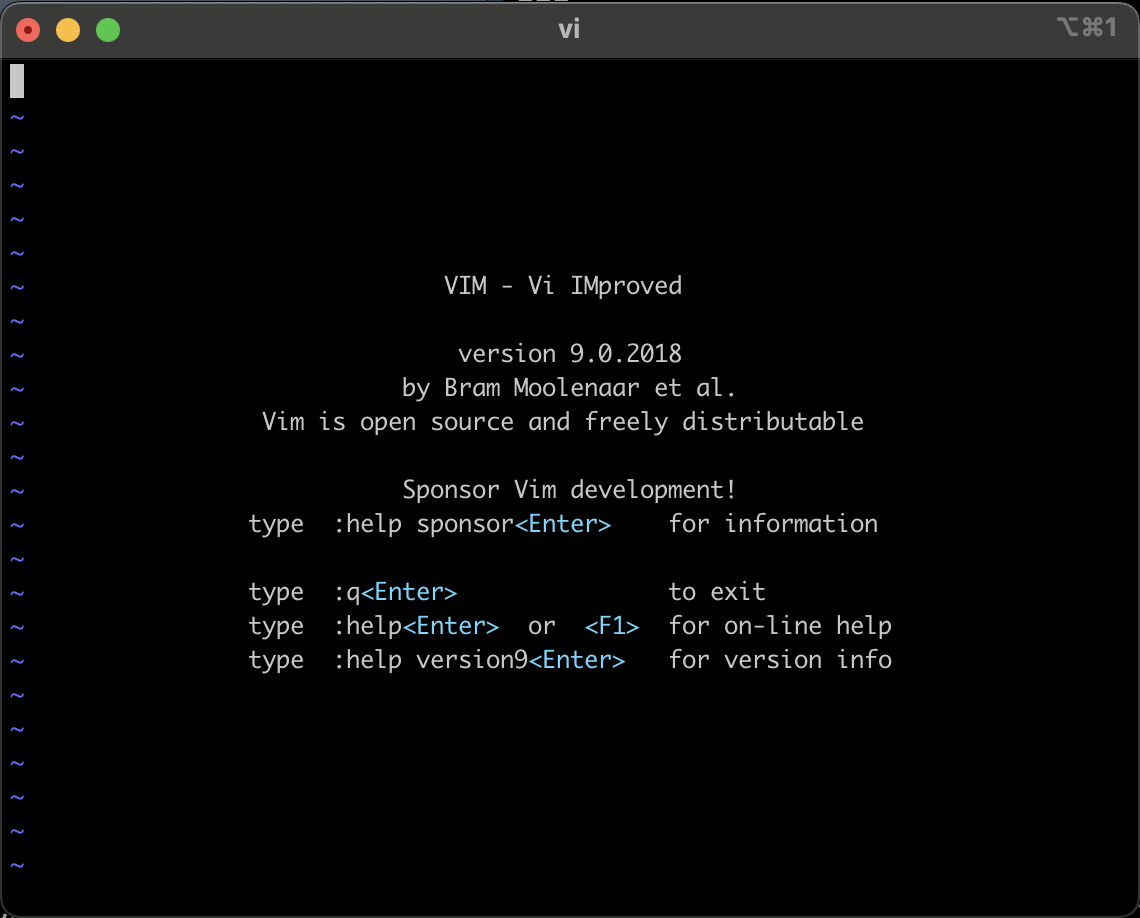 vi
⌥⌘1
~
~
~
~
~
~ VIM - Vi IMproved
~
~ version 9.0.2018
~ by Bram Moolenaar et al.
~ Vim is open source and freely distributable
~
~ Sponsor Vim development!
~ type :help sponsor<Enter> for information
~
~ type :q<Enter> to exit
~ type :help<Enter> or <F1> for on-line help
~ type :help version9<Enter> for version info
~
~
~
~
~
~